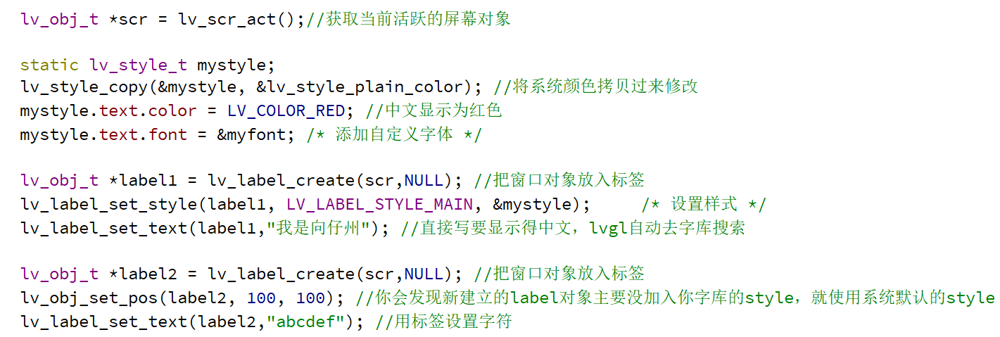 lv_obj_t *scr = lv_scr_act();//获取当前活跃的屏幕对象
static lv_style_t mystyle;
lv_style_copy(&mystyle, &lv_style_plain_color); //将系统颜色拷贝过来修改
mystyle.text.color = LV_COLOR_RED; //中文显示为红色
mystyle.text.font = &myfont; /* 添加自定义字体 */
lv_obj_t *label1 = lv_label_create(scr,NULL); //把窗口对象放入标签
lv_label_set_style(label1, LV_LABEL_STYLE_MAIN, &mystyle);     /* 设置样式 */
lv_label_set_text(label1,"我是向仔州"); //直接写要显示得中文，lvgl自动去字库搜索
lv_obj_t *label2 = lv_label_create(scr,NULL); //把窗口对象放入标签
lv_obj_set_pos(label2, 100, 100); //你会发现新建立的label对象主要没加入你字库的style，就使用系统默认的style
lv_label_set_text(label2,"abcdef"); //用标签设置字符